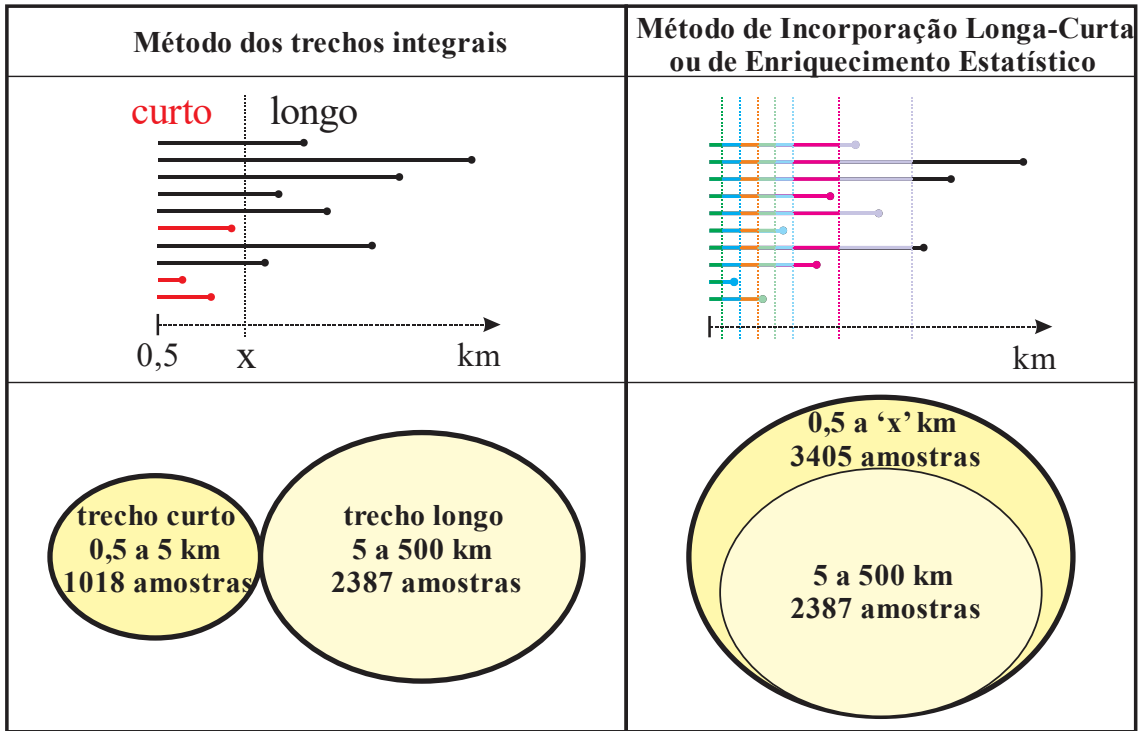 Método dos trechos integrais
Método de Incorporação Longa-Curta
ou de Enriquecimento Estatístico
curto
longo
0,5
x
km
km
trecho curto
0,5 a 5 km
1018 amostras
trecho longo
5 a 500 km
2387 amostras
0,5 a ‘x’ km
3405 amostras
5 a 500 km
2387 amostras